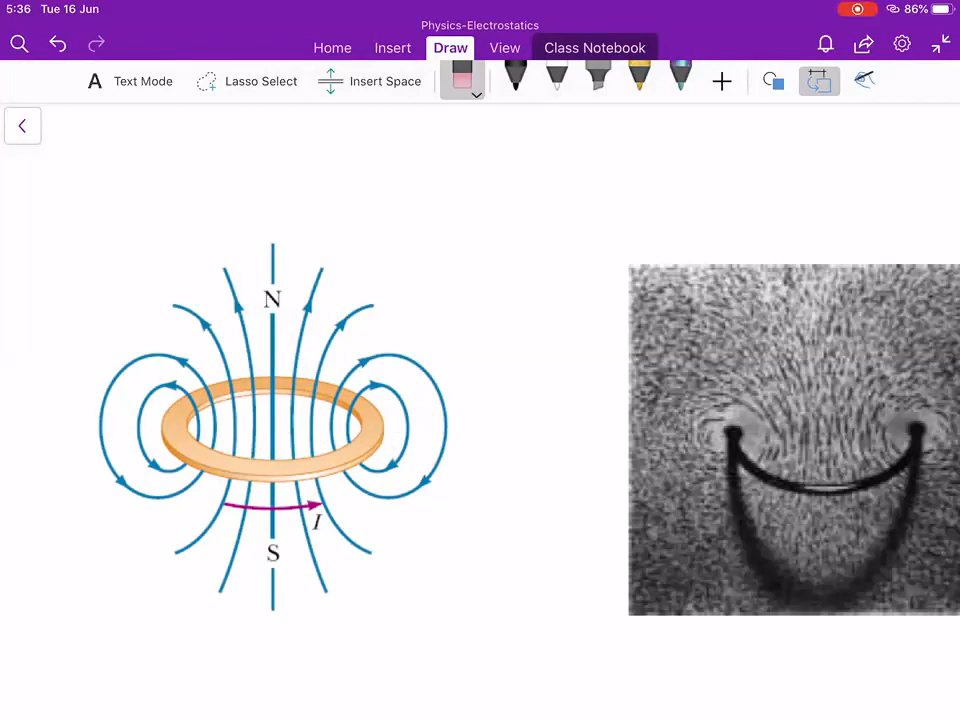 5:36 Tue 16 Jun
86%
Physics-Electrostatics
Home Insert Draw View Class Notebook
A Text Mode Lasso Select Insert Space
N
I
S